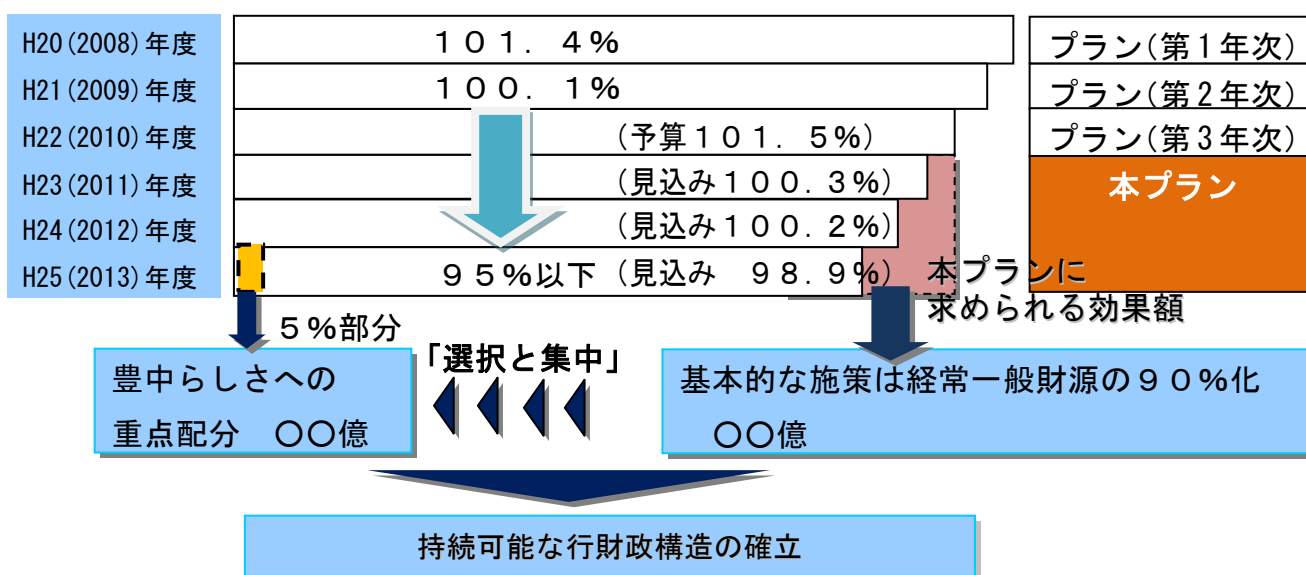 H20(2008)年度 １０１．４％ プラン(第１年次)
H21(2009)年度 １００．１％ プラン(第２年次)
H22(2010)年度 (予算１０１．５％) プラン(第３年次)
H23(2011)年度 (見込み１００．３％) 本プラン
H24(2012)年度 (見込み１００．２％)
H25(2013)年度 ９５％以下 (見込み　９８．９％)
本プランに
求められる効果額
５％部分
「選択と集中」
豊中らしさへの
重点配分　〇〇億
基本的な施策は経常一般財源の９０％化
〇〇億
持続可能な行財政構造の確立